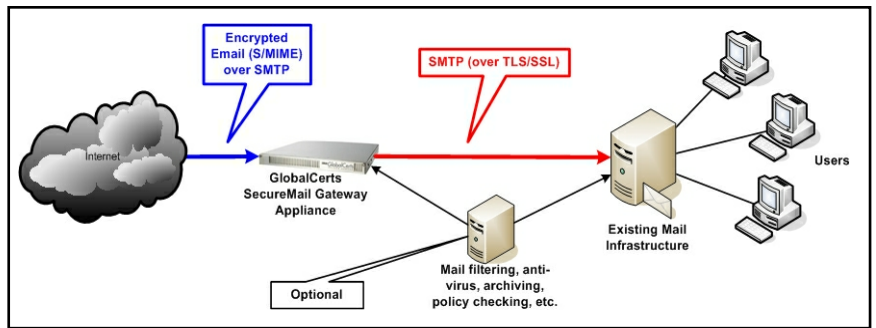 Encrypted
Email (S/MIME)
over SMTP
SMTP (over TLS/SSL)
Internet
GlobalCerts
SecureMail Gateway
Appliance
Users
Existing Mail
Infrastructure
Mail filtering, anti-
virus, archiving,
policy checking, etc.
Optional